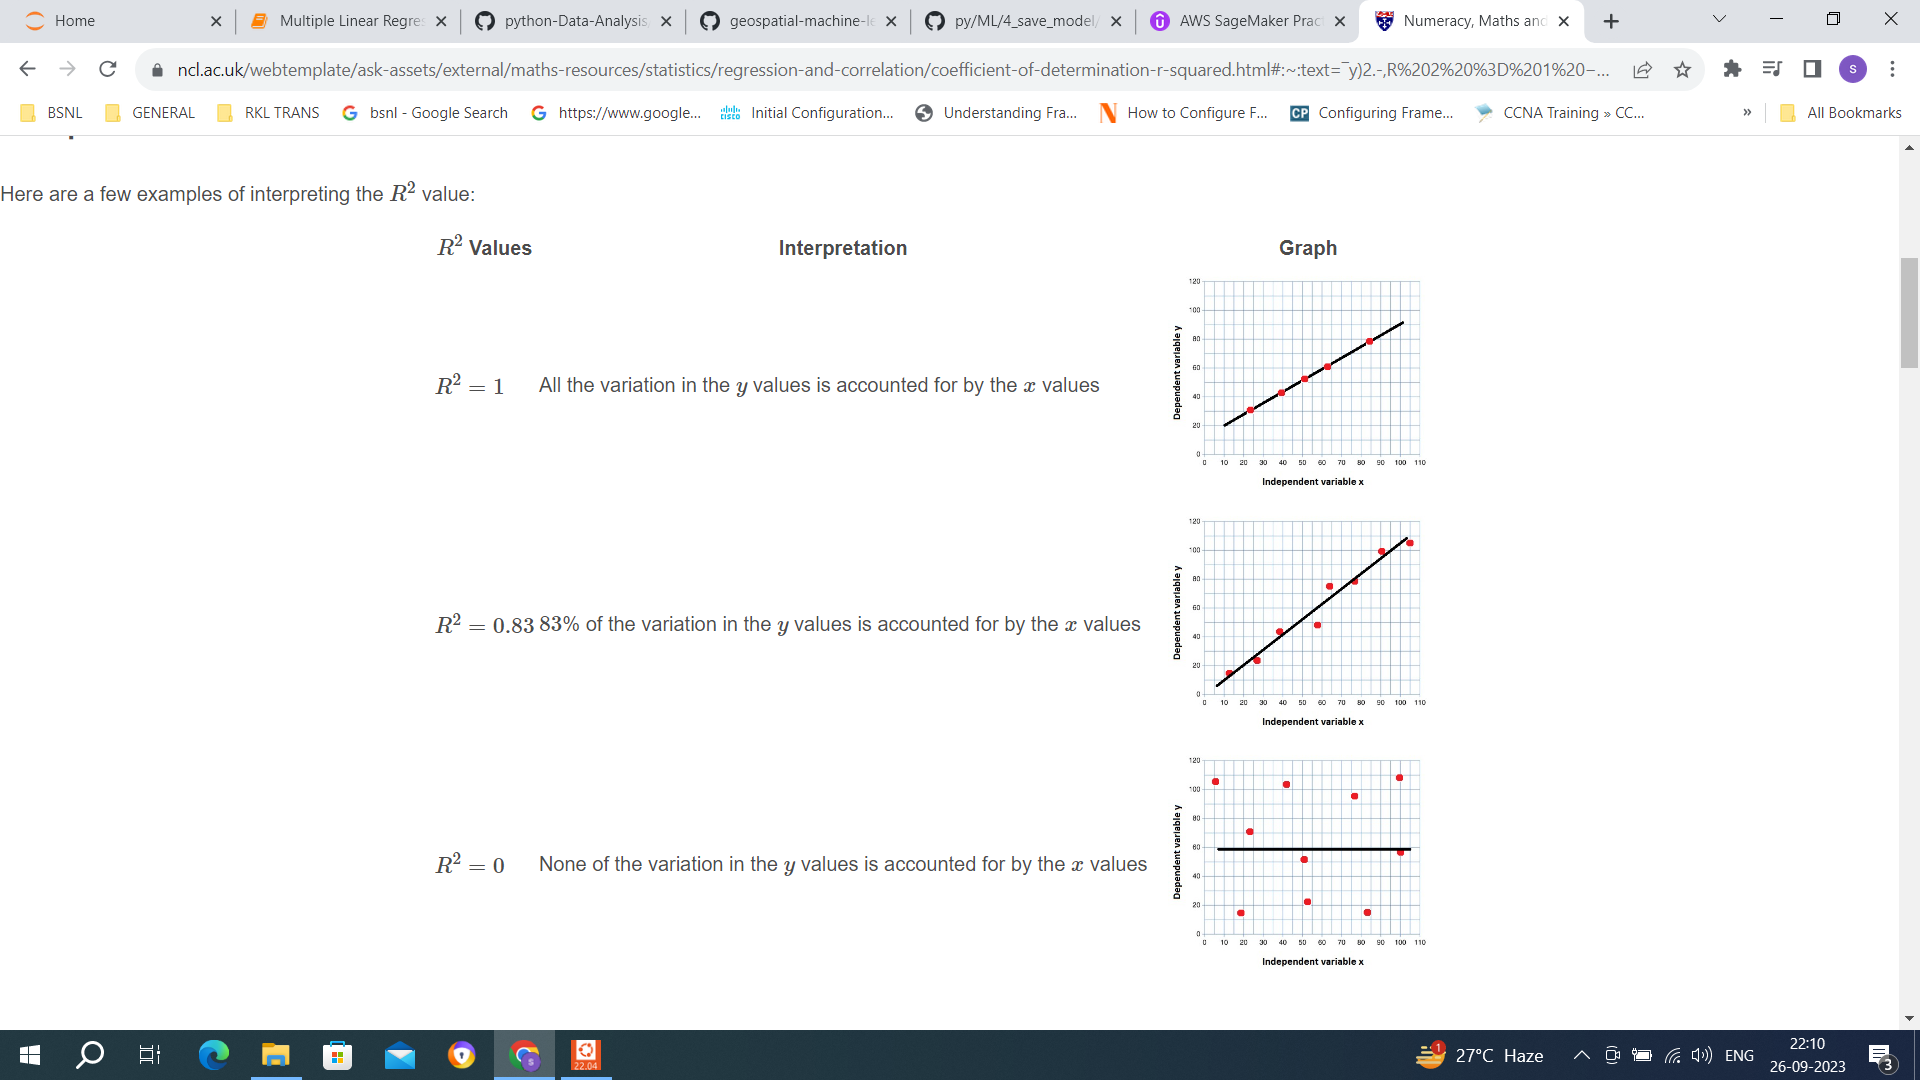 Home
Multiple Linear Regres
python-Data-Analysis
geospatial-machine-le
py/ML/4_save_model/
AWS SageMaker Pract
Numeracy, Maths and
ncl.ac.uk/webtemplate/ask-assets/external/maths-resources/statistics/regression-and-correlation/coefficient-of-determination-r-squared.html#:~:text=¯y)2.-,R%202%20%3D%201%20−...
S
BSNL
GENERAL
RKL TRANS
bsnl - Google Search
https://www.google...
Initial Configuration...
Understanding Fra...
How to Configure F...
Configuring Frame...
CCNA Training » CC...
»
All Bookmarks
Here are a few examples of interpreting the R² value:
R² Values Interpretation Graph
R² = 1 All the variation in the y values is accounted for by the x values
120
100
80
60
40
20
0
Dependent variable y
0 10 20 30 40 50 60 70 80 90 100 110
Independent variable x
R² = 0.83 83% of the variation in the y values is accounted for by the x values
120
100
80
60
40
20
0
Dependent variable y
0 10 20 30 40 50 60 70 80 90 100 110
Independent variable x
R² = 0 None of the variation in the y values is accounted for by the x values
120
100
80
60
40
20
0
Dependent variable y
0 10 20 30 40 50 60 70 80 90 100 110
Independent variable x
22.04
1
27°C Haze
ENG
22:10
26-09-2023
3